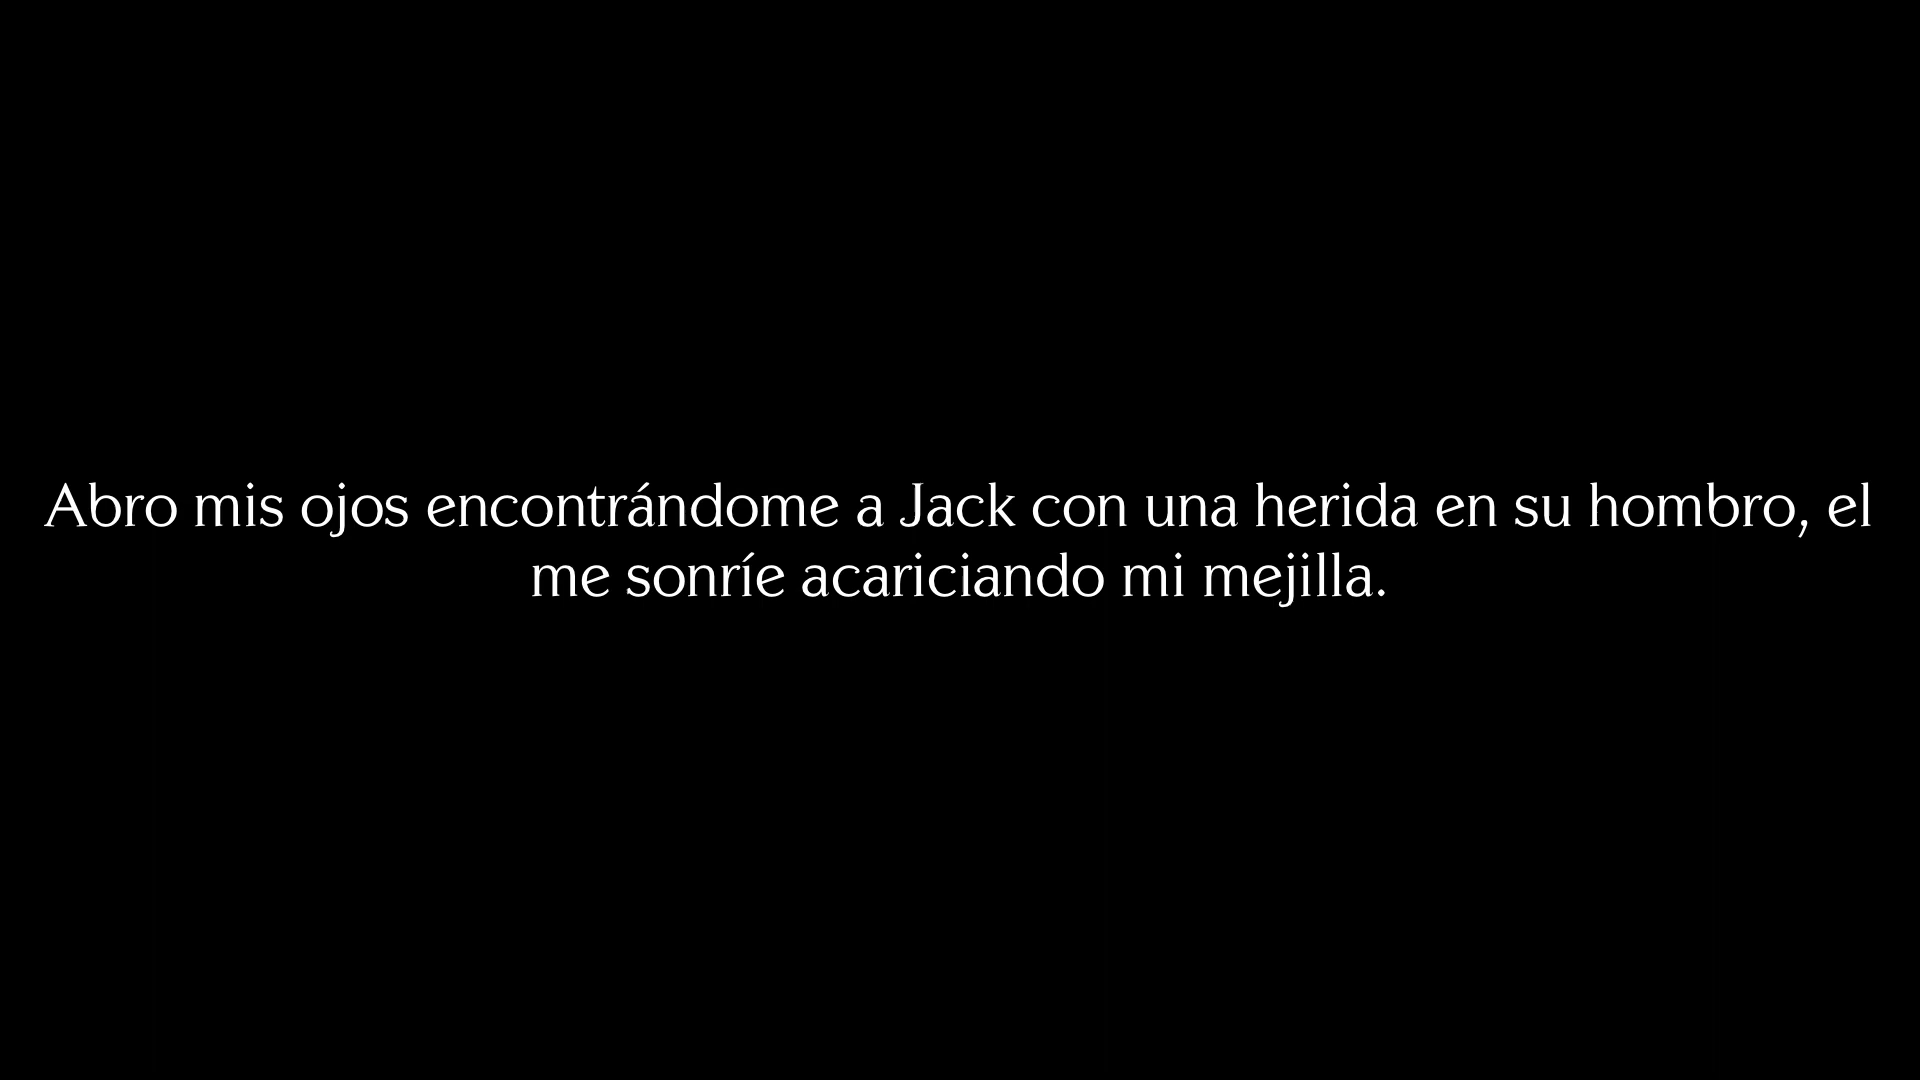 Abro mis ojos encontrándome a Jack con una herida en su hombro, el
me sonríe acariciando mi mejilla.